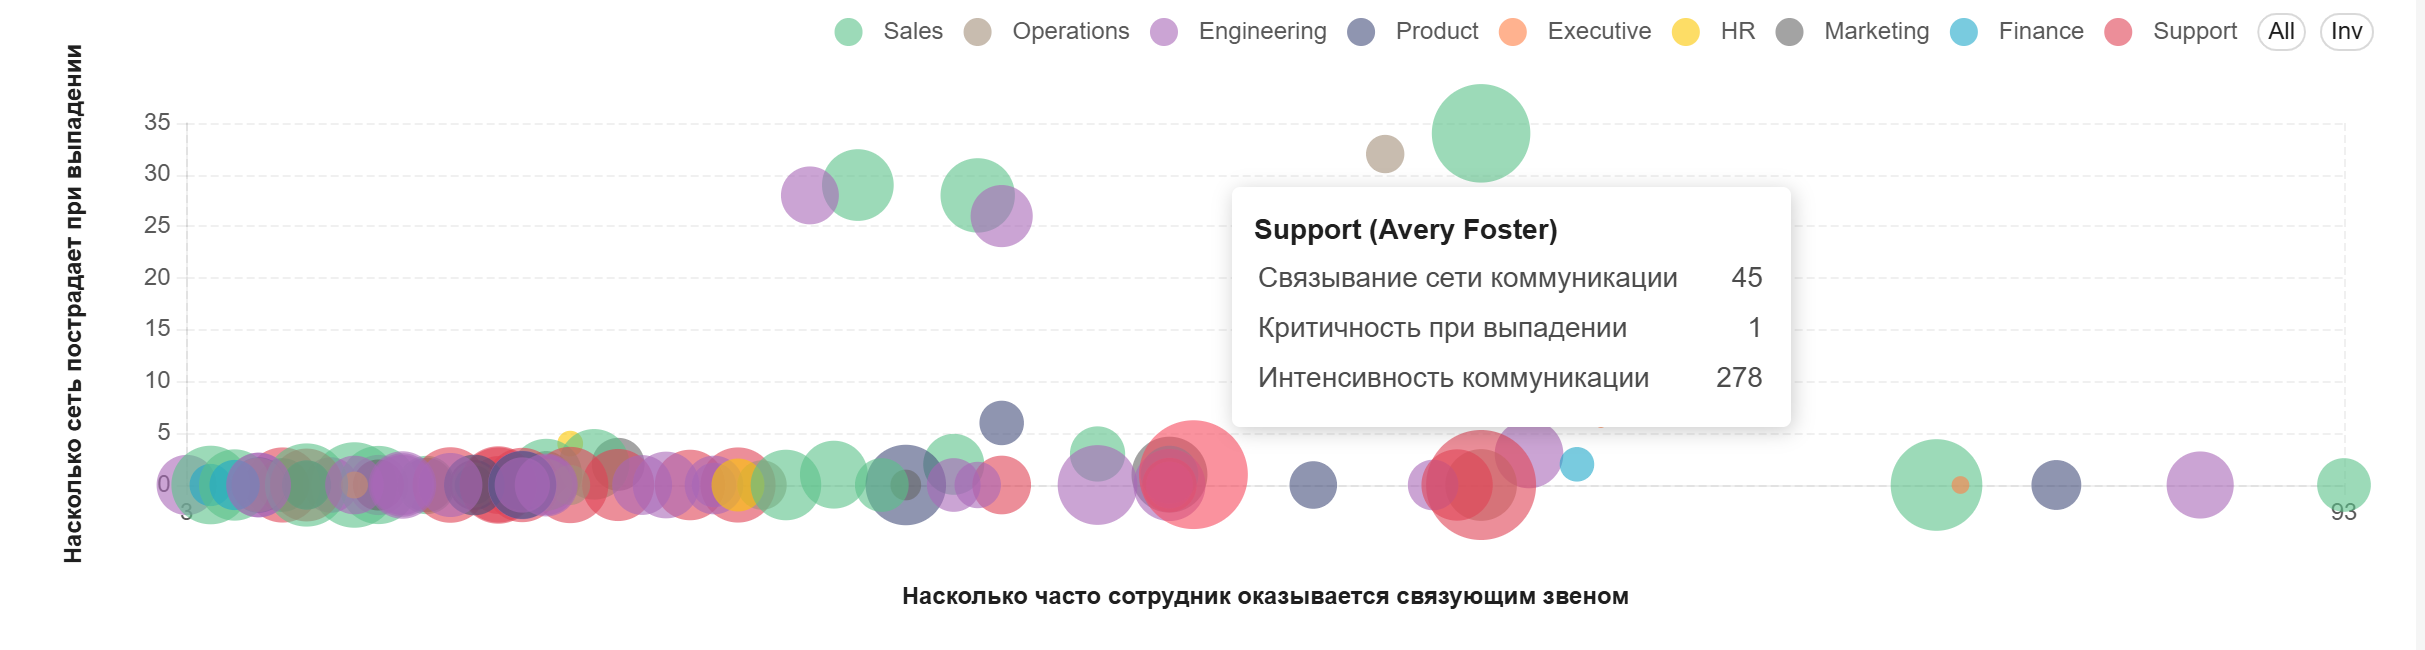 Sales Operations Engineering Product Executive HR Marketing Finance Support All Inv
Насколько сеть пострадает при выпадении
35
30
25
20
15
10
5
0
3
93
Support (Avery Foster)
Связывание сети коммуникации 45
Критичность при выпадении 1
Интенсивность коммуникации 278
Насколько часто сотрудник оказывается связующим звеном